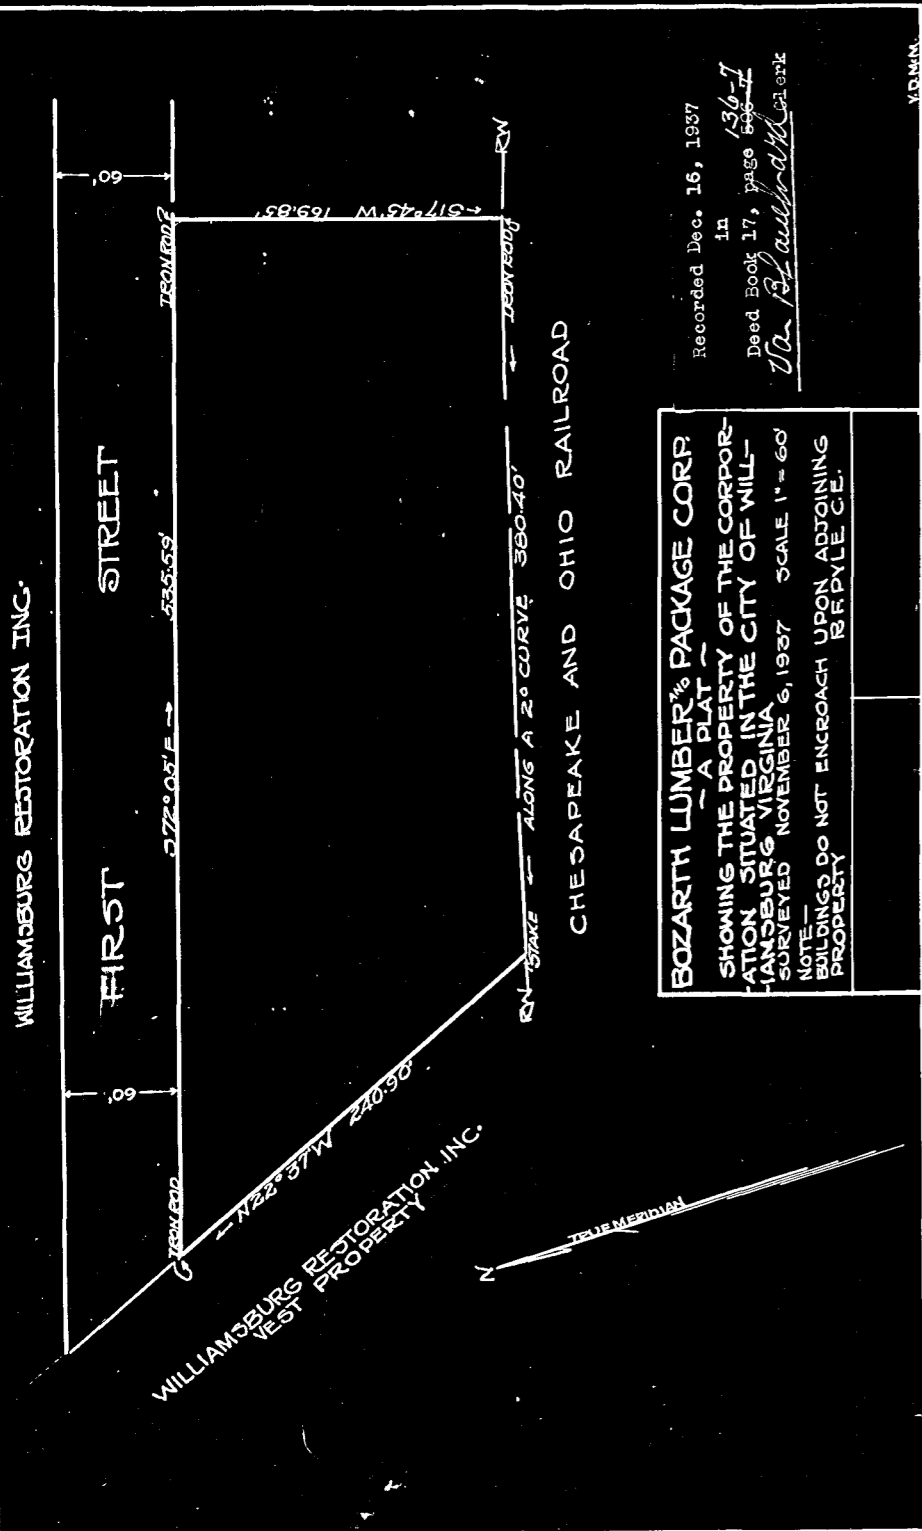 WILLIAMSBURG RESTORATION INC.
60'
60'
FIRST STREET
IRON ROD
S72°05'E → 535.59'
IRON ROD
← S17°45'W 169.85'
← N22°37'W 240.90'
WILLIAMSBURG RESTORATION INC.
VEST PROPERTY
RW
STAKE ← ALONG A 2° CURVE 380.40' ←
IRON ROD
RW
CHESAPEAKE AND OHIO RAILROAD
N
TRUE MERIDIAN
BOZARTH LUMBER AND PACKAGE CORP.
~ A PLAT ~
SHOWING THE PROPERTY OF THE CORPOR-
ATION SITUATED IN THE CITY OF WILL-
IAMSBURG VIRGINIA
SURVEYED NOVEMBER 6, 1937 SCALE 1" = 60'
NOTE—
BUILDINGS DO NOT ENCROACH UPON ADJOINING
PROPERTY
R.F. PYLE C.E.
Recorded Dec. 16, 1937
in
Deed Book 17, page 136-7
Clerk
V.D.McM.